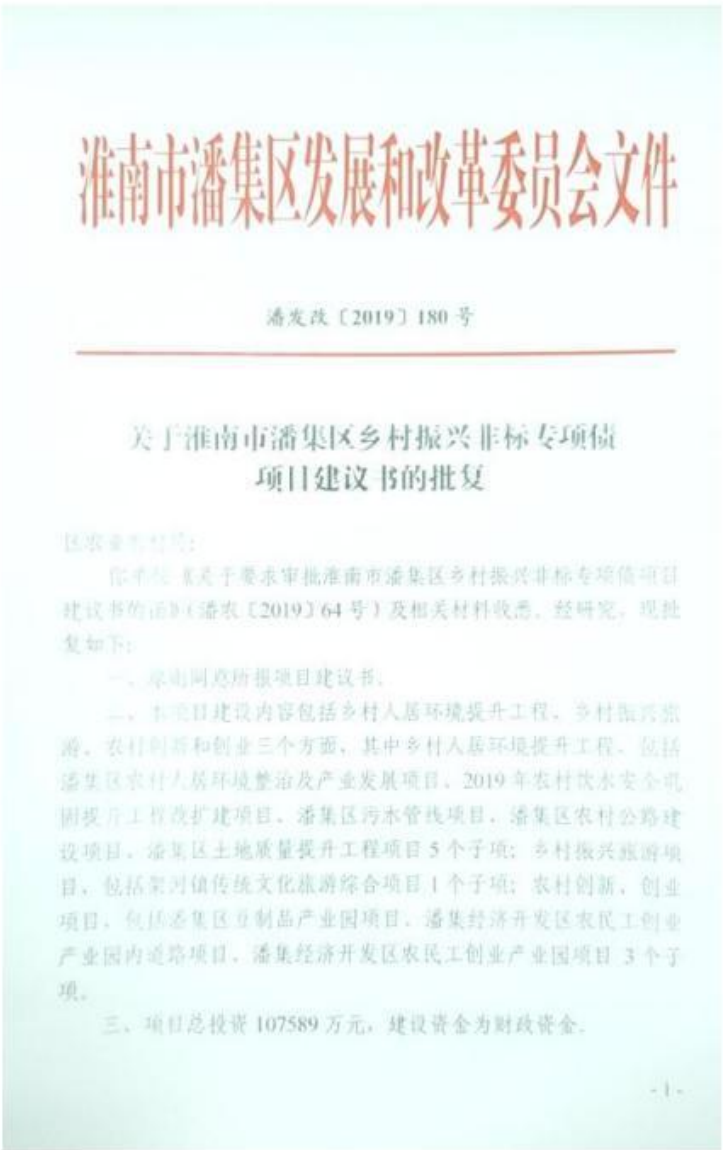 淮南市潘集区发展和改革委员会文件
潘发改〔2019〕180 号
关于淮南市潘集区乡村振兴非标专项债
项目建议书的批复
区农业农村局:
你单位《关于要求审批淮南市潘集区乡村振兴非标专项债项目
建议书的函》(潘农〔2019〕64 号)及相关材料收悉。经研究，现批
复如下:
一、原则同意所报项目建议书。
二、本项目建设内容包括乡村人居环境提升工程、乡村振兴旅
游、农村创新和创业三个方面，其中乡村人居环境提升工程，包括
潘集区农村人居环境整治及产业发展项目、2019 年农村饮水安全巩
固提升工程改扩建项目、潘集区污水管线项目、潘集区农村公路建
设项目、潘集区土地质量提升工程项目 5 个子项; 乡村振兴旅游项
目，包括架河镇传统文化旅游综合项目 1 个子项; 农村创新、创业
项目，包括潘集区豆制品产业园项目、潘集经济开发区农民工创业
产业园内道路项目、潘集经济开发区农民工创业产业园项目 3 个子
项。
三、项目总投资 107589 万元，建设资金为财政资金。
- 1 -